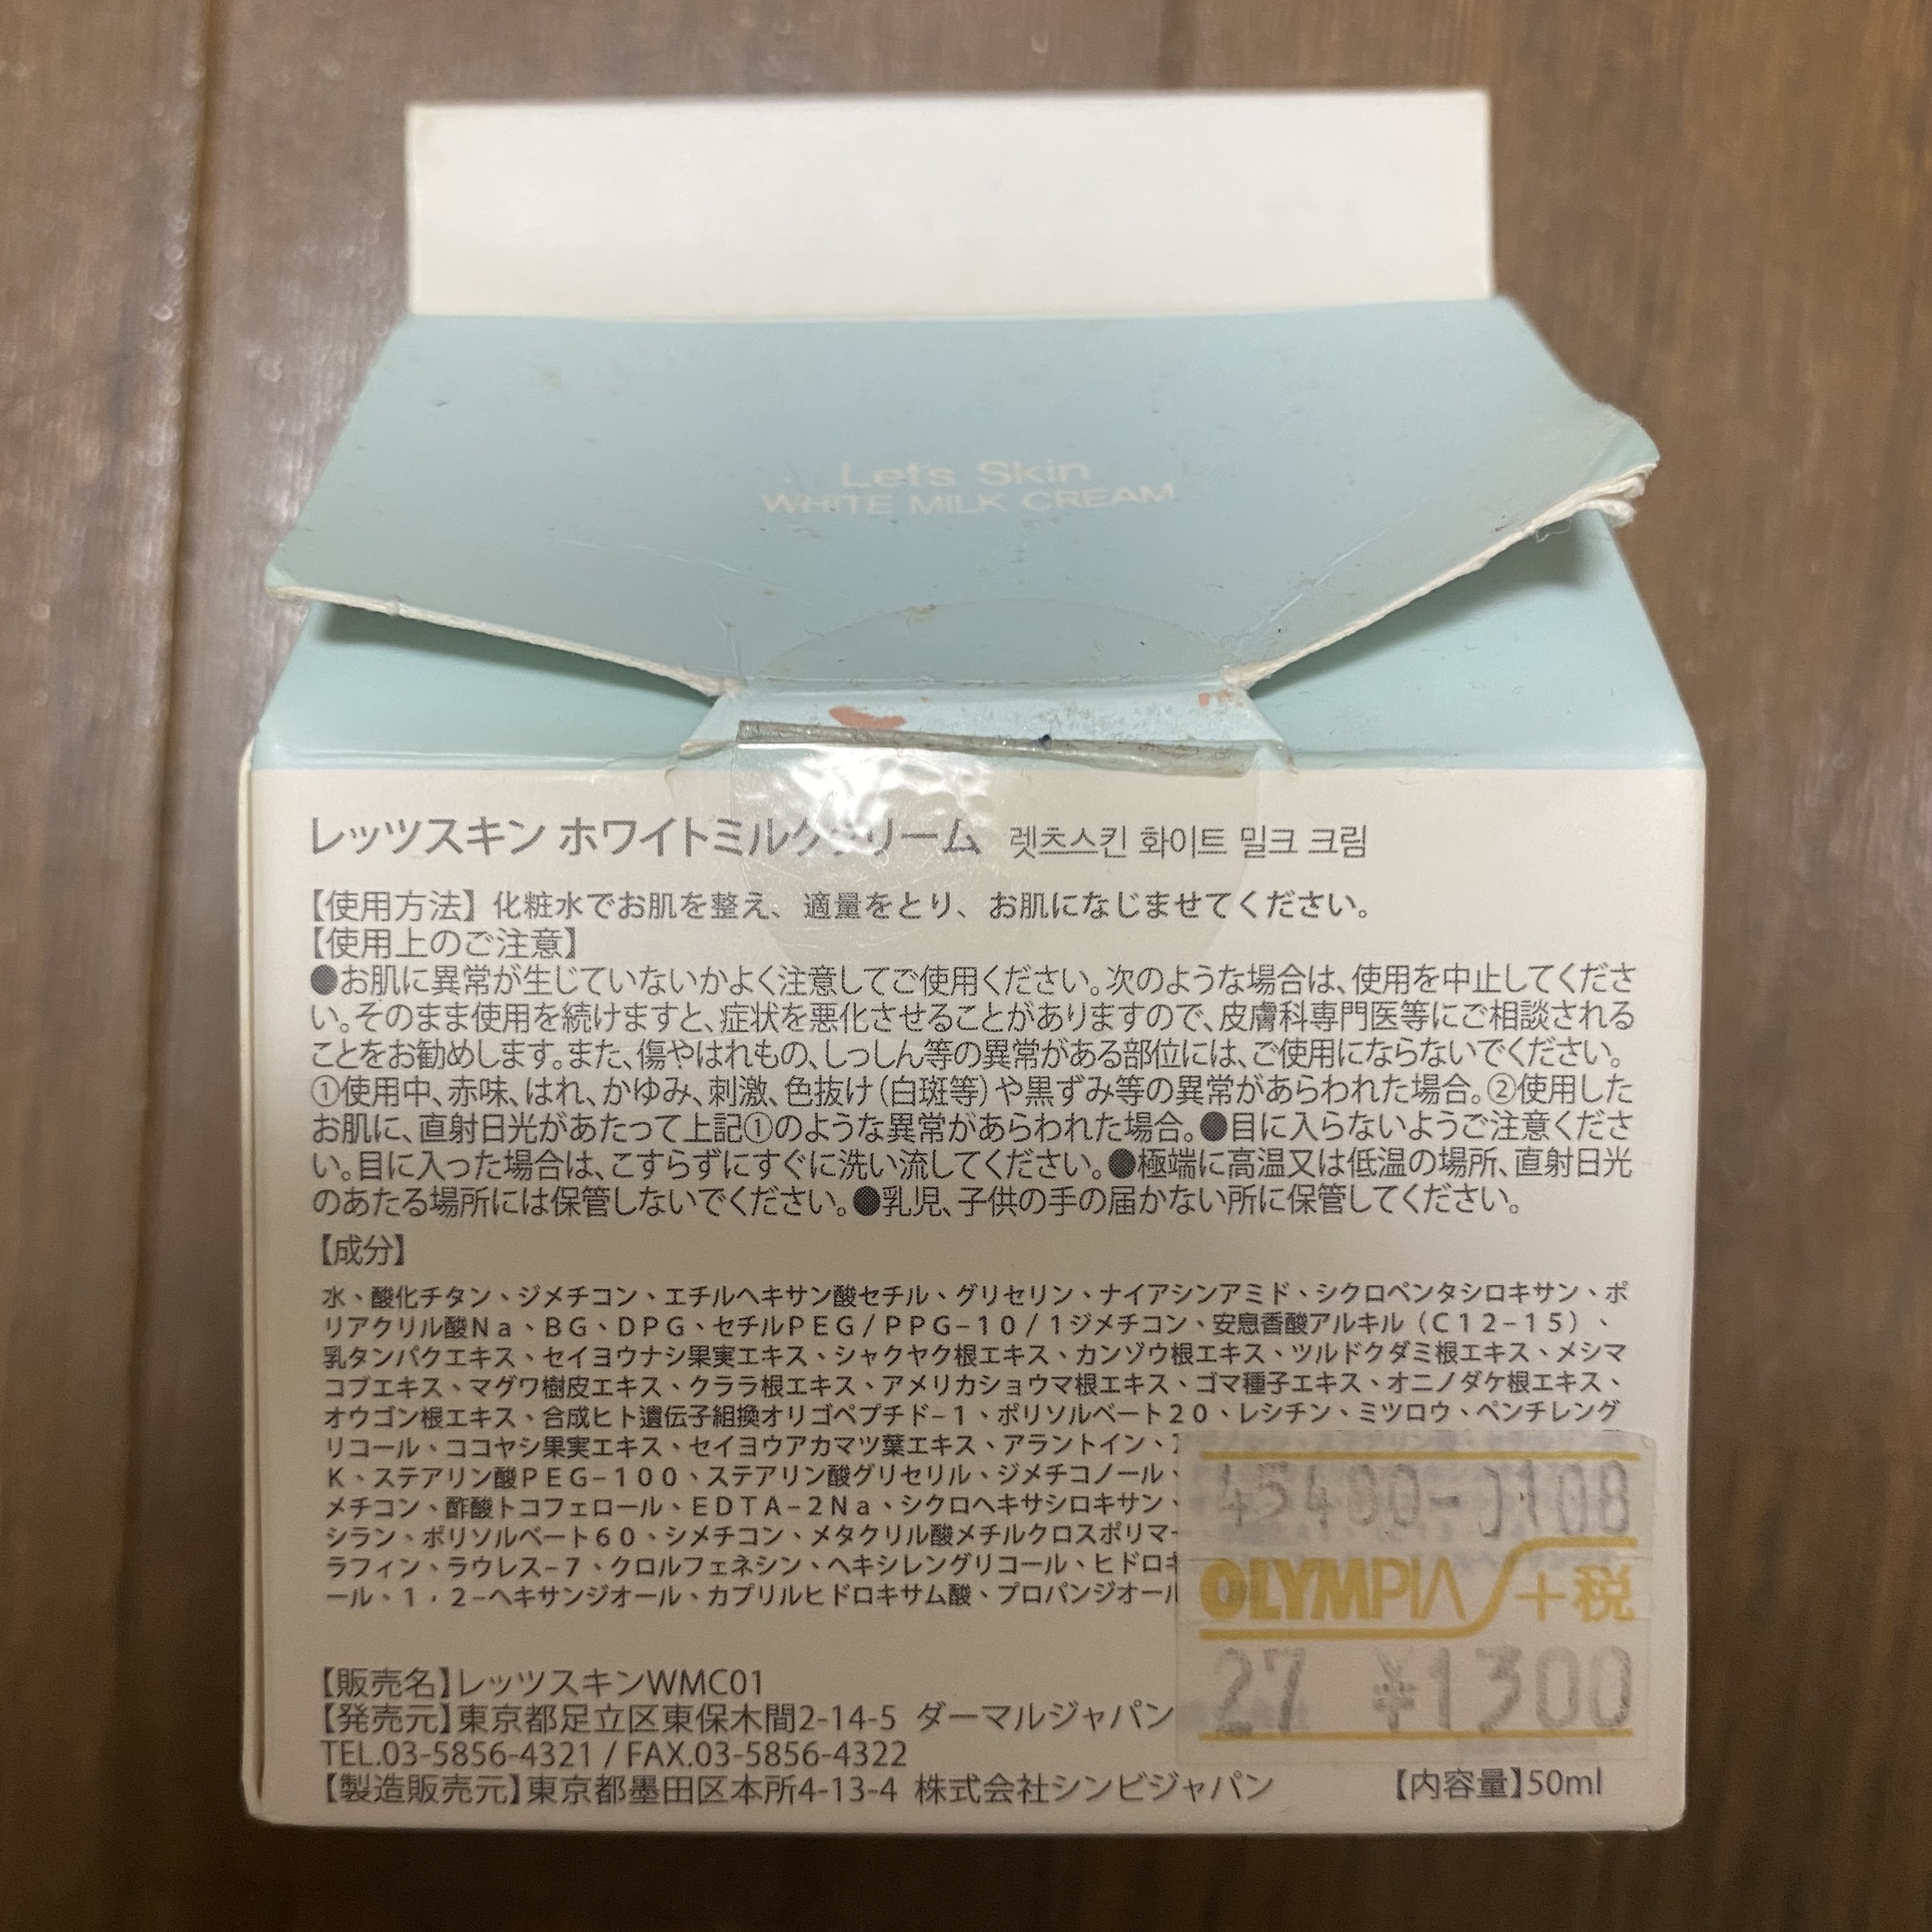 Let's Skin
WHITE MILK CREAM
レッツスキン ホワイトミルククリーム 렛츠스킨 화이트 밀크 크림
【使用方法】化粧水でお肌を整え、適量をとり、お肌になじませてください。
【使用上のご注意】
●お肌に異常が生じていないかよく注意してご使用ください。次のような場合は、使用を中止してくださ
い。そのまま使用を続けますと、症状を悪化させることがありますので、皮膚科専門医等にご相談される
ことをお勧めします。また、傷やはれもの、しっしん等の異常がある部位には、ご使用にならないでください。
①使用中、赤味、はれ、かゆみ、刺激、色抜け（白斑等）や黒ずみ等の異常があらわれた場合。②使用した
お肌に、直射日光があたって上記①のような異常があらわれた場合。●目に入らないようご注意くださ
い。目に入った場合は、こすらずにすぐに洗い流してください。●極端に高温又は低温の場所、直射日光
のあたる場所には保管しないでください。●乳児、子供の手の届かない所に保管してください。
【成分】
水、酸化チタン、ジメチコン、エチルヘキサン酸セチル、グリセリン、ナイアシンアミド、シクロペンタシロキサン、ポ
リアクリル酸Ｎａ、ＢＧ、ＤＰＧ、セチルＰＥＧ/ＰＰＧ−１０/１ジメチコン、安息香酸アルキル（Ｃ１２−１５）、
乳タンパクエキス、セイヨウナシ果実エキス、シャクヤク根エキス、カンゾウ根エキス、ツルドクダミ根エキス、メシマ
コブエキス、マグワ樹皮エキス、クララ根エキス、アメリカショウマ根エキス、ゴマ種子エキス、オニノダケ根エキス、
オウゴン根エキス、合成ヒト遺伝子組換オリゴペプチド−１、ポリソルベート２０、レシチン、ミツロウ、ペンチレング
リコール、ココヤシ果実エキス、セイヨウアカマツ葉エキス、アラントイン、
Ｋ、ステアリン酸ＰＥＧ−１００、ステアリン酸グリセリル、ジメチコノール、
メチコン、酢酸トコフェロール、ＥＤＴＡ−２Ｎａ、シクロヘキサシロキサン、
シラン、ポリソルベート６０、シメチコン、メタクリル酸メチルクロスポリマー
ラフィン、ラウレス−７、クロルフェネシン、ヘキシレングリコール、ヒドロキ
ール、１，２−ヘキサンジオール、カプリルヒドロキサム酸、プロパンジオール
OLYMPIA +税
27 ¥1300
【販売名】レッツスキンWMC01
【発売元】東京都足立区東保木間2-14-5 ダーマルジャパン
TEL.03-5856-4321 / FAX.03-5856-4322
【製造販売元】東京都墨田区本所4-13-4 株式会社シンビジャパン 【内容量】50ml